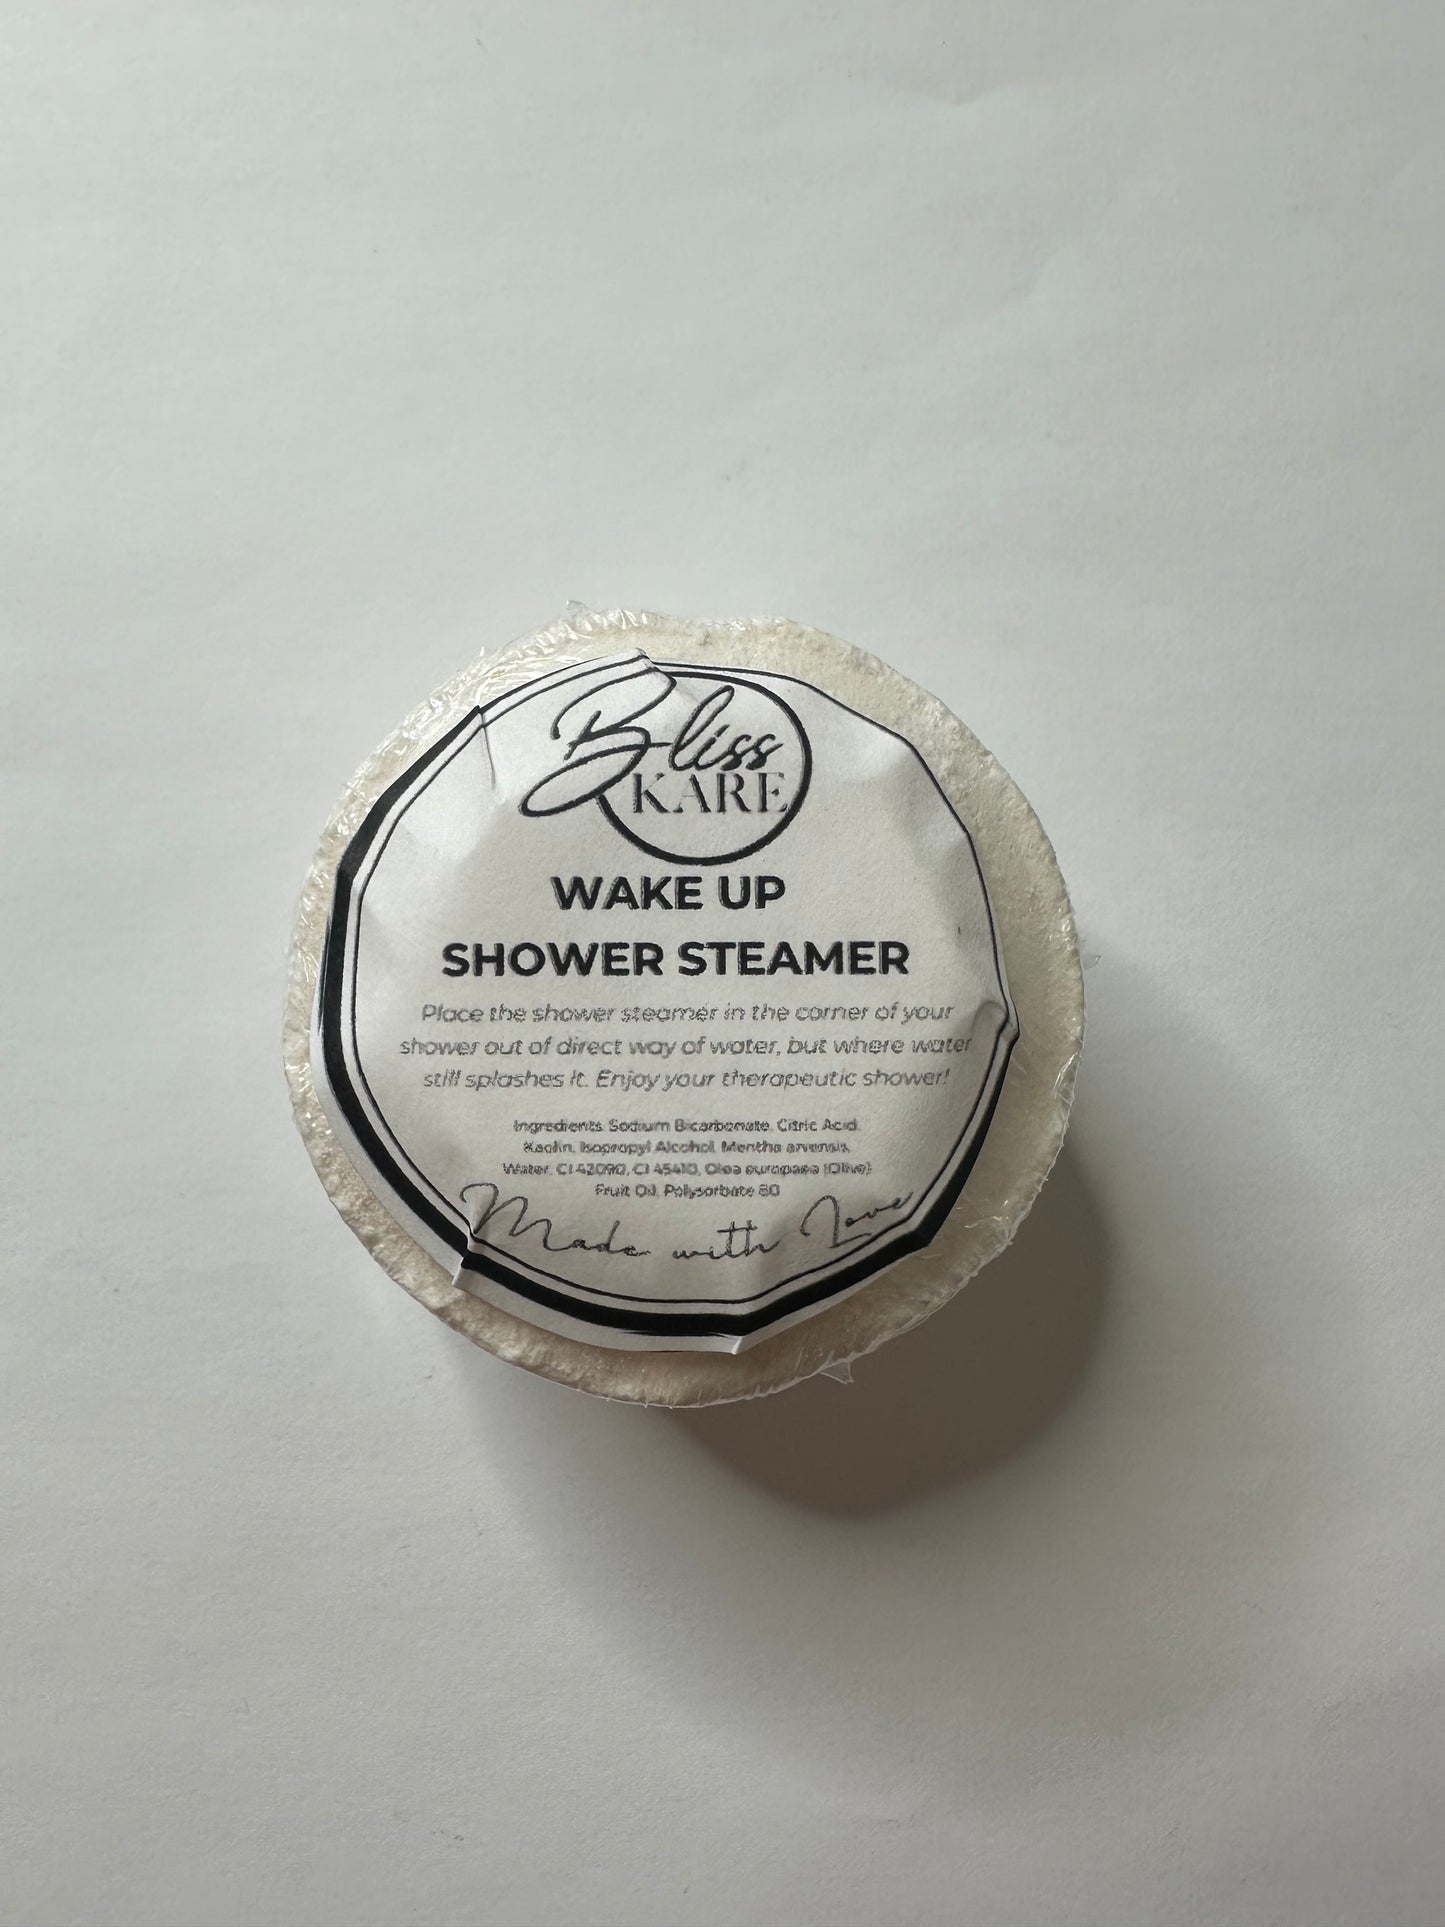 Bliss
KARE
WAKE UP
SHOWER STEAMER
Place the shower steamer in the corner of your
shower out of direct way of water, but where water
still splashes it. Enjoy your therapeutic shower!
Ingredients: Sodium Bicarbonate, Citric Acid,
Kaolin, Isopropyl Alcohol, Mentha arvensis,
Water, CI 42090, CI 45410, Olea europaea (Olive)
Fruit Oil, Polysorbate 80
Made with Love